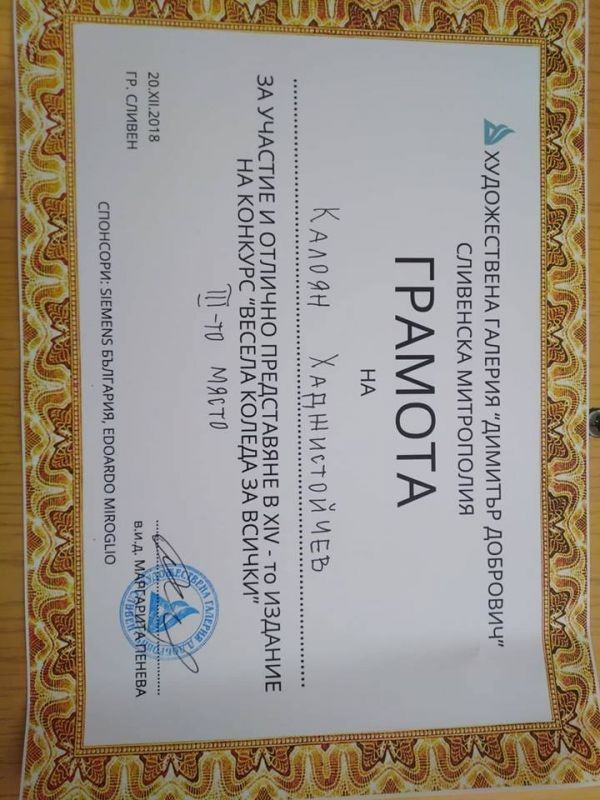 ХУДОЖЕСТВЕНА ГАЛЕРИЯ "ДИМИТЪР ДОБРОВИЧ"
СЛИВЕНСКА МИТРОПОЛИЯ
ГРАМОТА
НА
КАЛОЯН ХАДЖИСТОЙЧЕВ
ЗА УЧАСТИЕ И ОТЛИЧНО ПРЕДСТАВЯНЕ В XIV - то ИЗДАНИЕ
НА КОНКУРС "ВЕСЕЛА КОЛЕДА ЗА ВСИЧКИ"
III-ТО МЯСТО
20.XII.2018
ГР. СЛИВЕН
В.И.Д. МАРГАРИТА ПЕНЕВА
СПОНСОРИ: SIEMENS БЪЛГАРИЯ, EDOARDO MIROGLIO